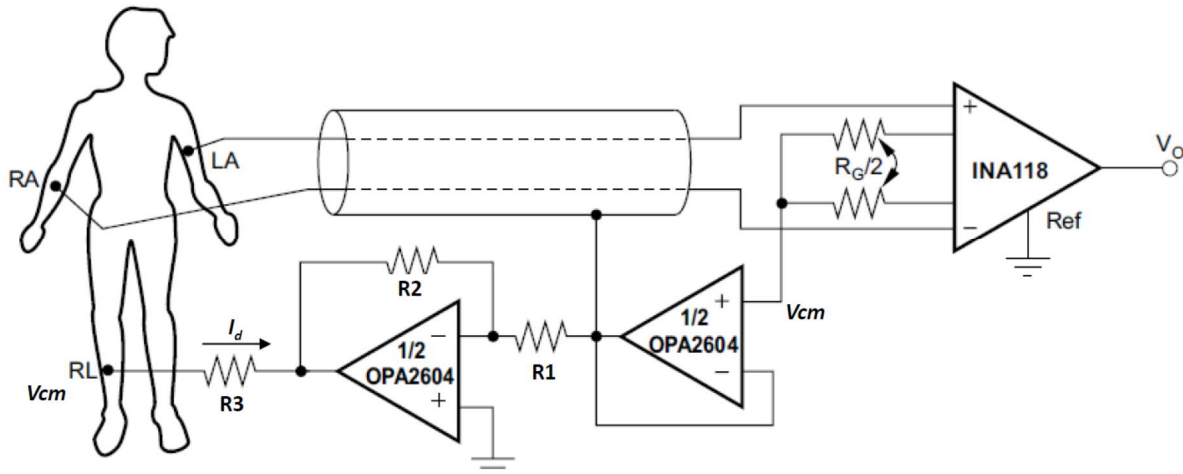 LA
RA
+
R_G/2
INA118
V_O
−
Ref
R2
+
1/2
OPA2604
−
Vcm
I_d
−
1/2
OPA2604
+
R1
RL
Vcm
R3